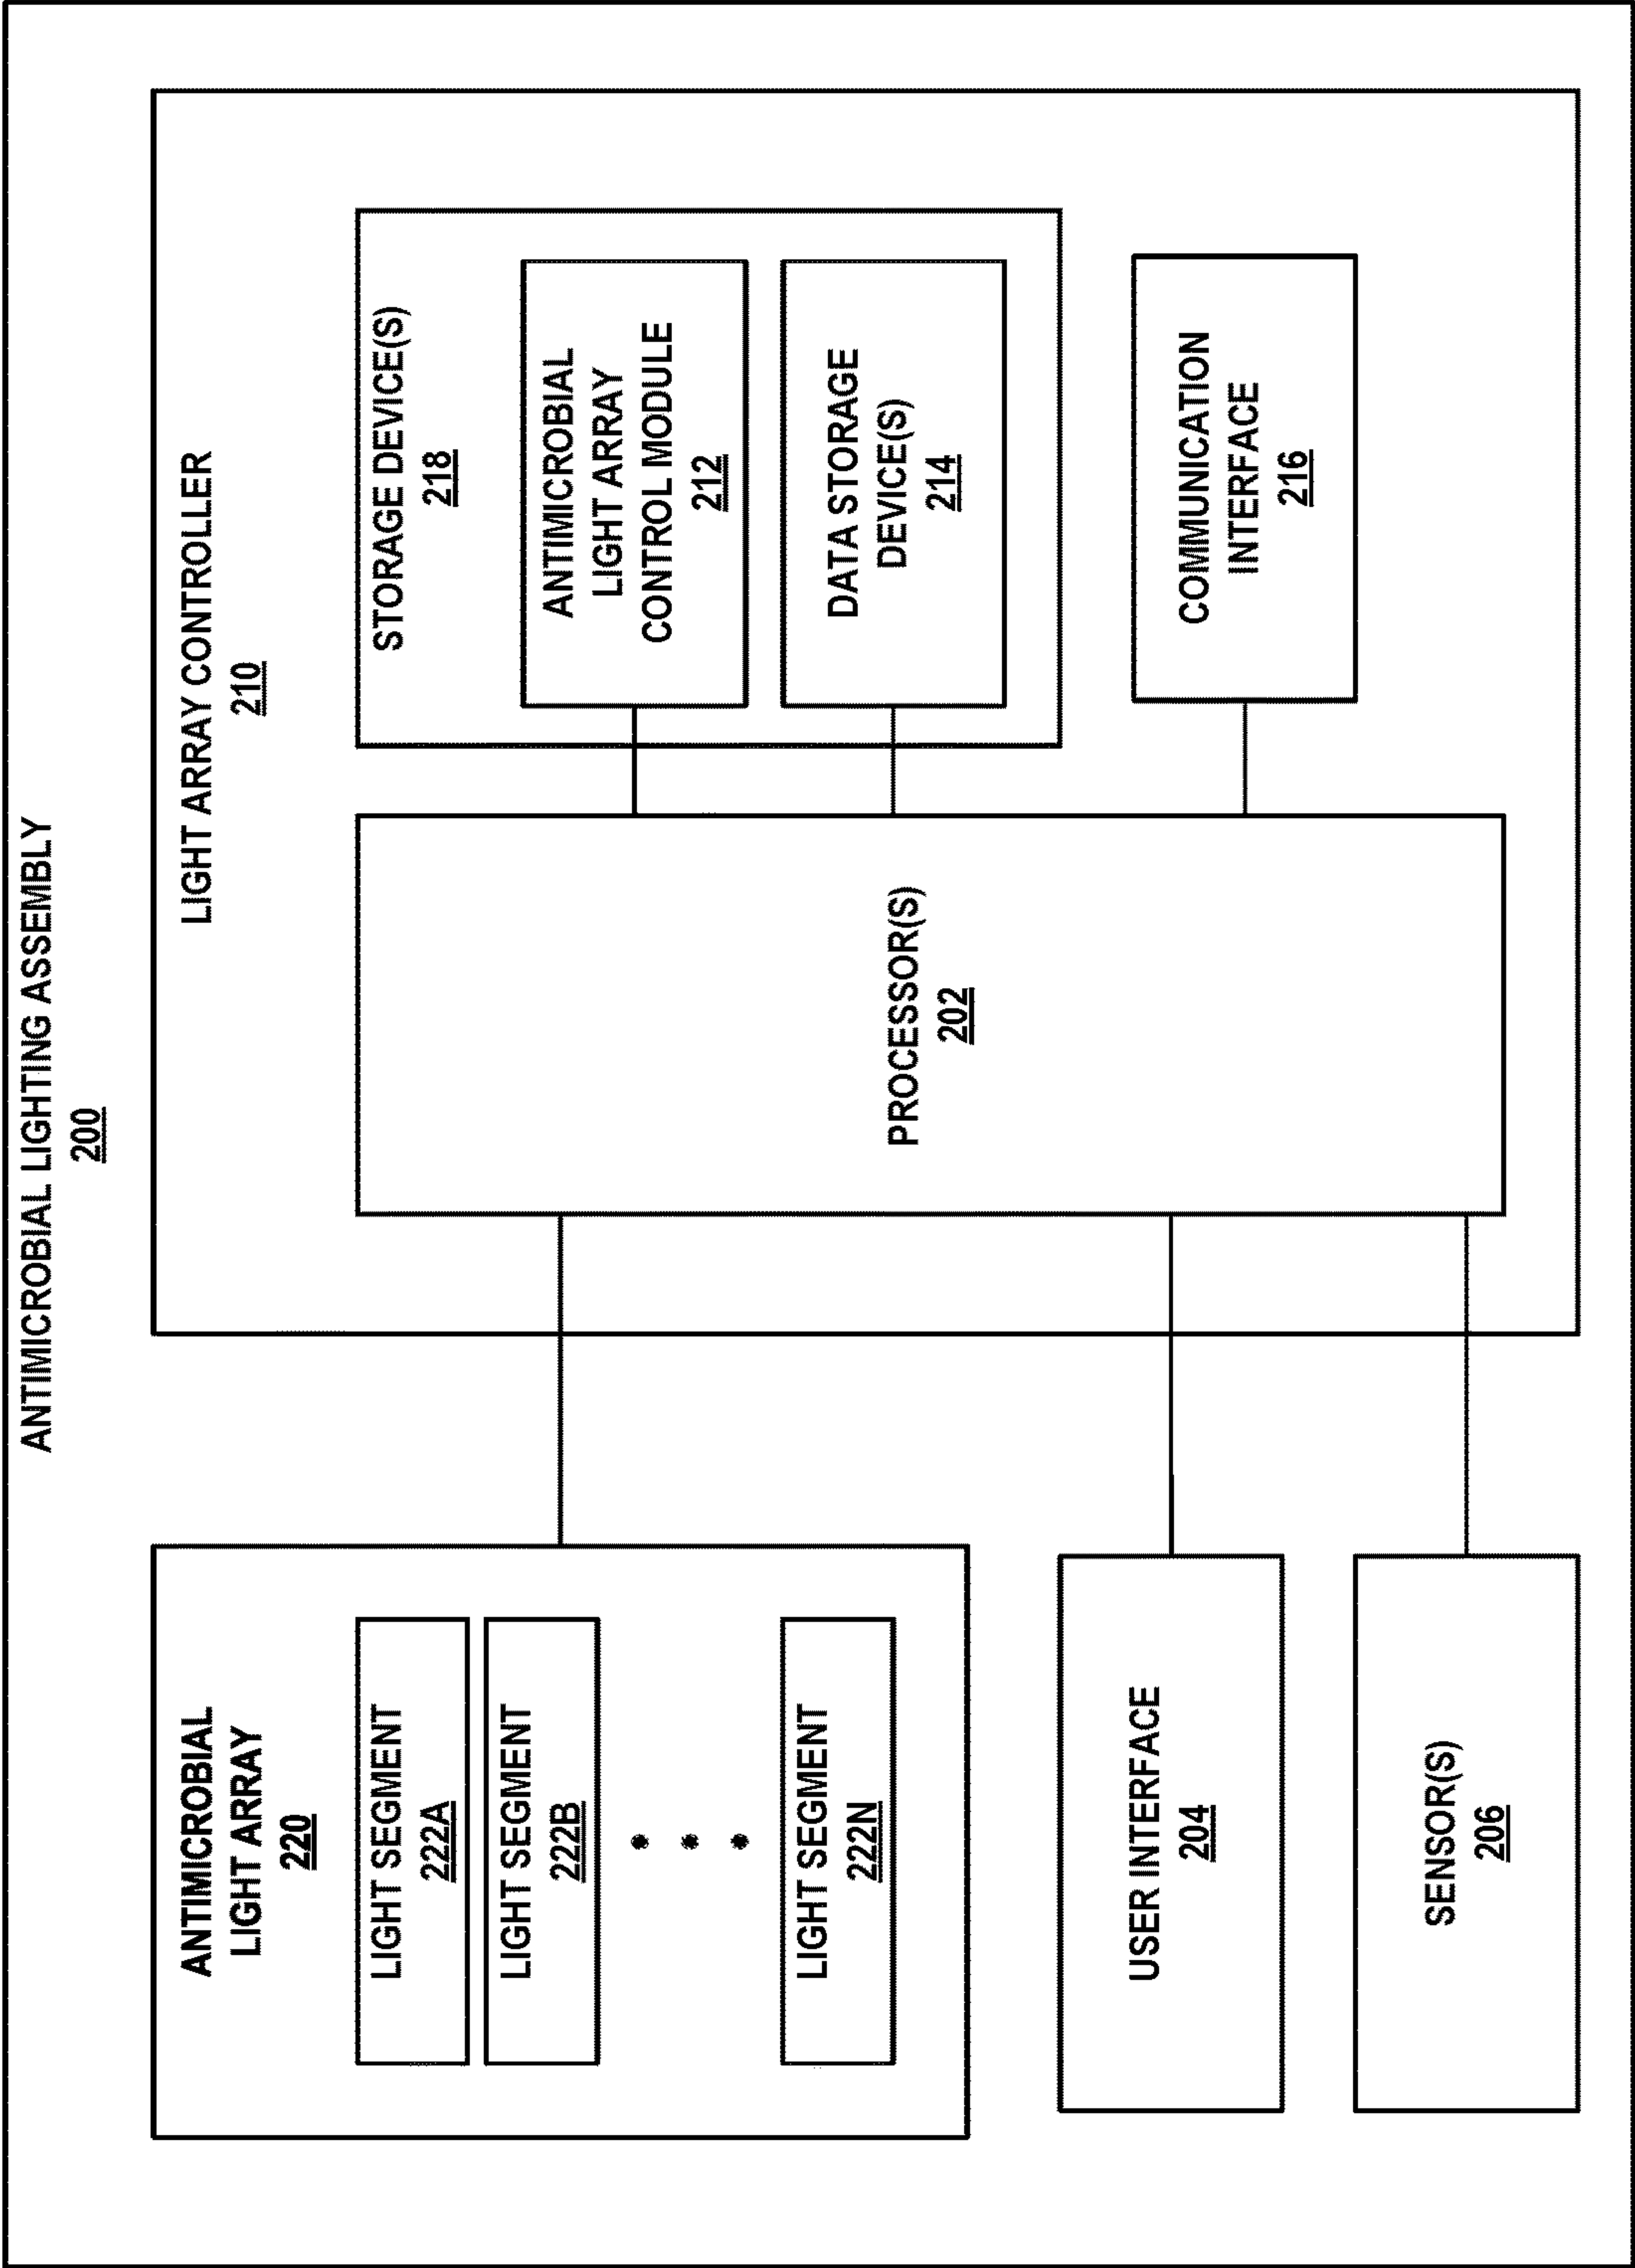 ANTIMICROBIAL LIGHTING ASSEMBLY
200
ANTIMICROBIAL
LIGHT ARRAY
220
LIGHT SEGMENT
222A
LIGHT SEGMENT
222B
LIGHT SEGMENT
222N
USER INTERFACE
204
SENSOR(S)
206
LIGHT ARRAY CONTROLLER
210
PROCESSOR(S)
202
STORAGE DEVICE(S)
218
ANTIMICROBIAL
LIGHT ARRAY
CONTROL MODULE
212
DATA STORAGE
DEVICE(S)
214
COMMUNICATION
INTERFACE
216